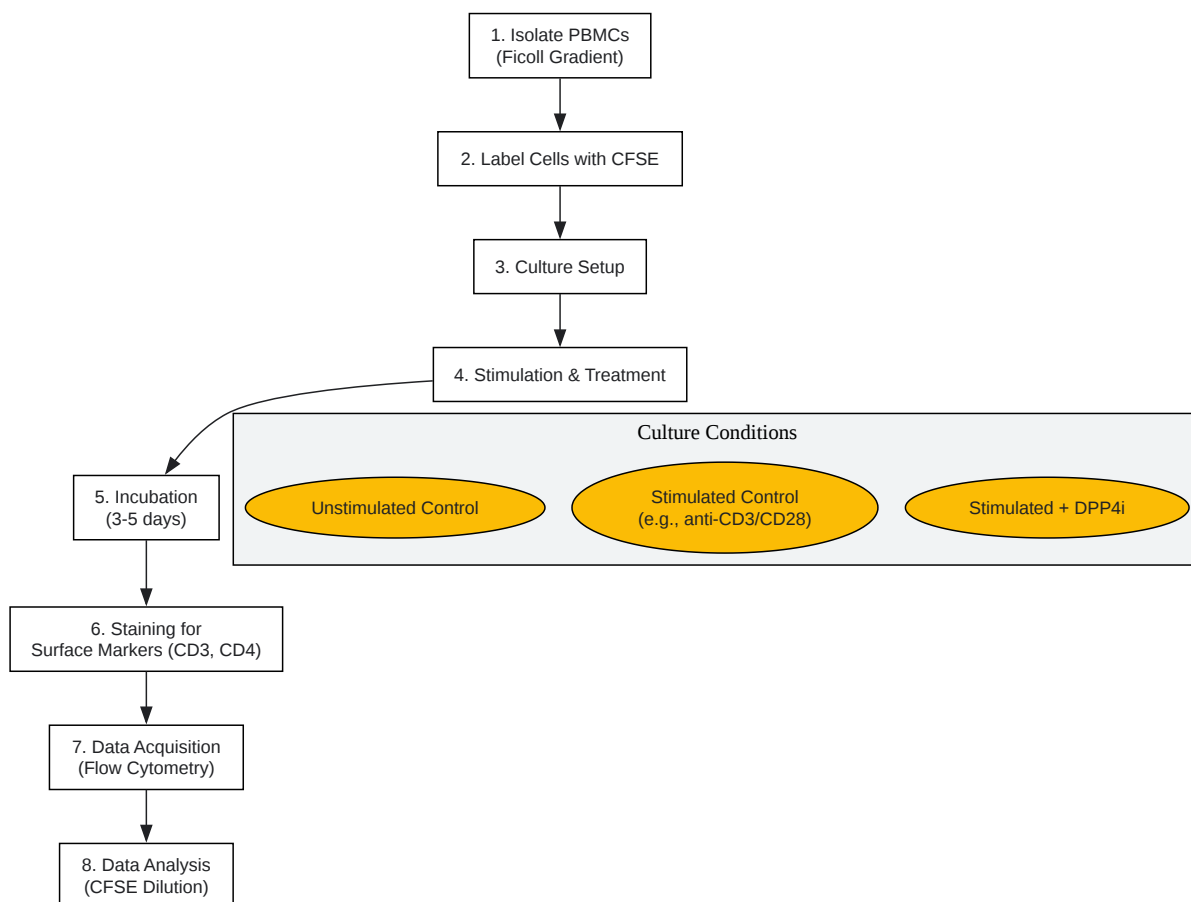 1. Isolate PBMCs
(Ficoll Gradient)
2. Label Cells with CFSE
3. Culture Setup
4. Stimulation & Treatment
Culture Conditions
Unstimulated Control
Stimulated Control
(e.g., anti-CD3/CD28)
Stimulated + DPP4i
5. Incubation
(3-5 days)
6. Staining for
Surface Markers (CD3, CD4)
7. Data Acquisition
(Flow Cytometry)
8. Data Analysis
(CFSE Dilution)